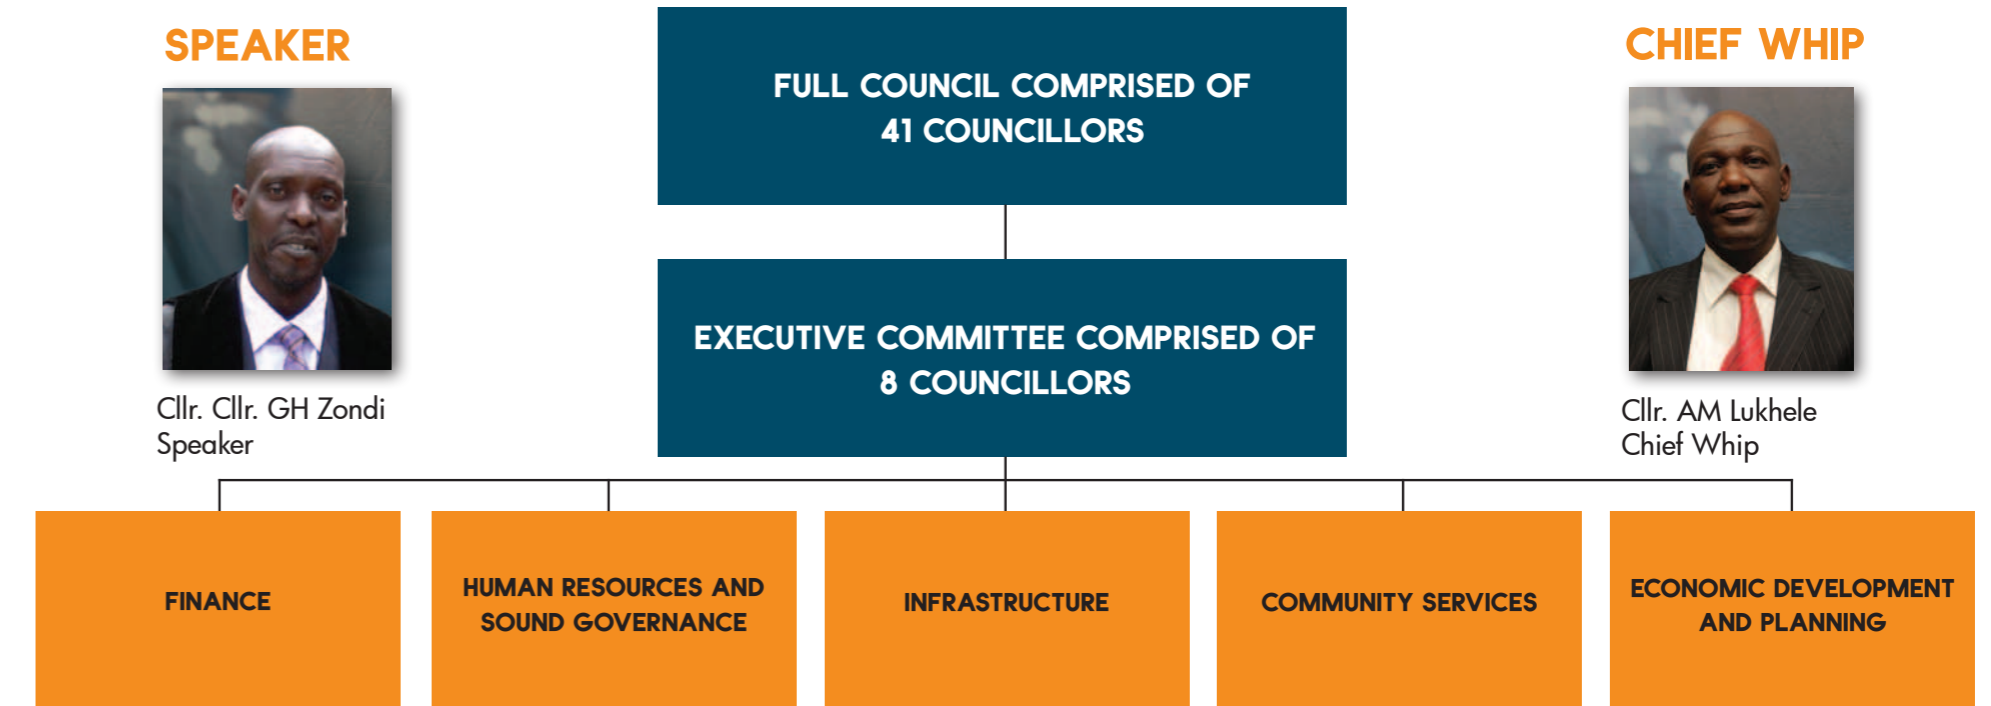 SPEAKER
Cllr. Cllr. GH Zondi
Speaker
FULL COUNCIL COMPRISED OF
41 COUNCILLORS
EXECUTIVE COMMITTEE COMPRISED OF
8 COUNCILLORS
CHIEF WHIP
Cllr. AM Lukhele
Chief Whip
FINANCE
HUMAN RESOURCES AND
SOUND GOVERNANCE
INFRASTRUCTURE
COMMUNITY SERVICES
ECONOMIC DEVELOPMENT
AND PLANNING